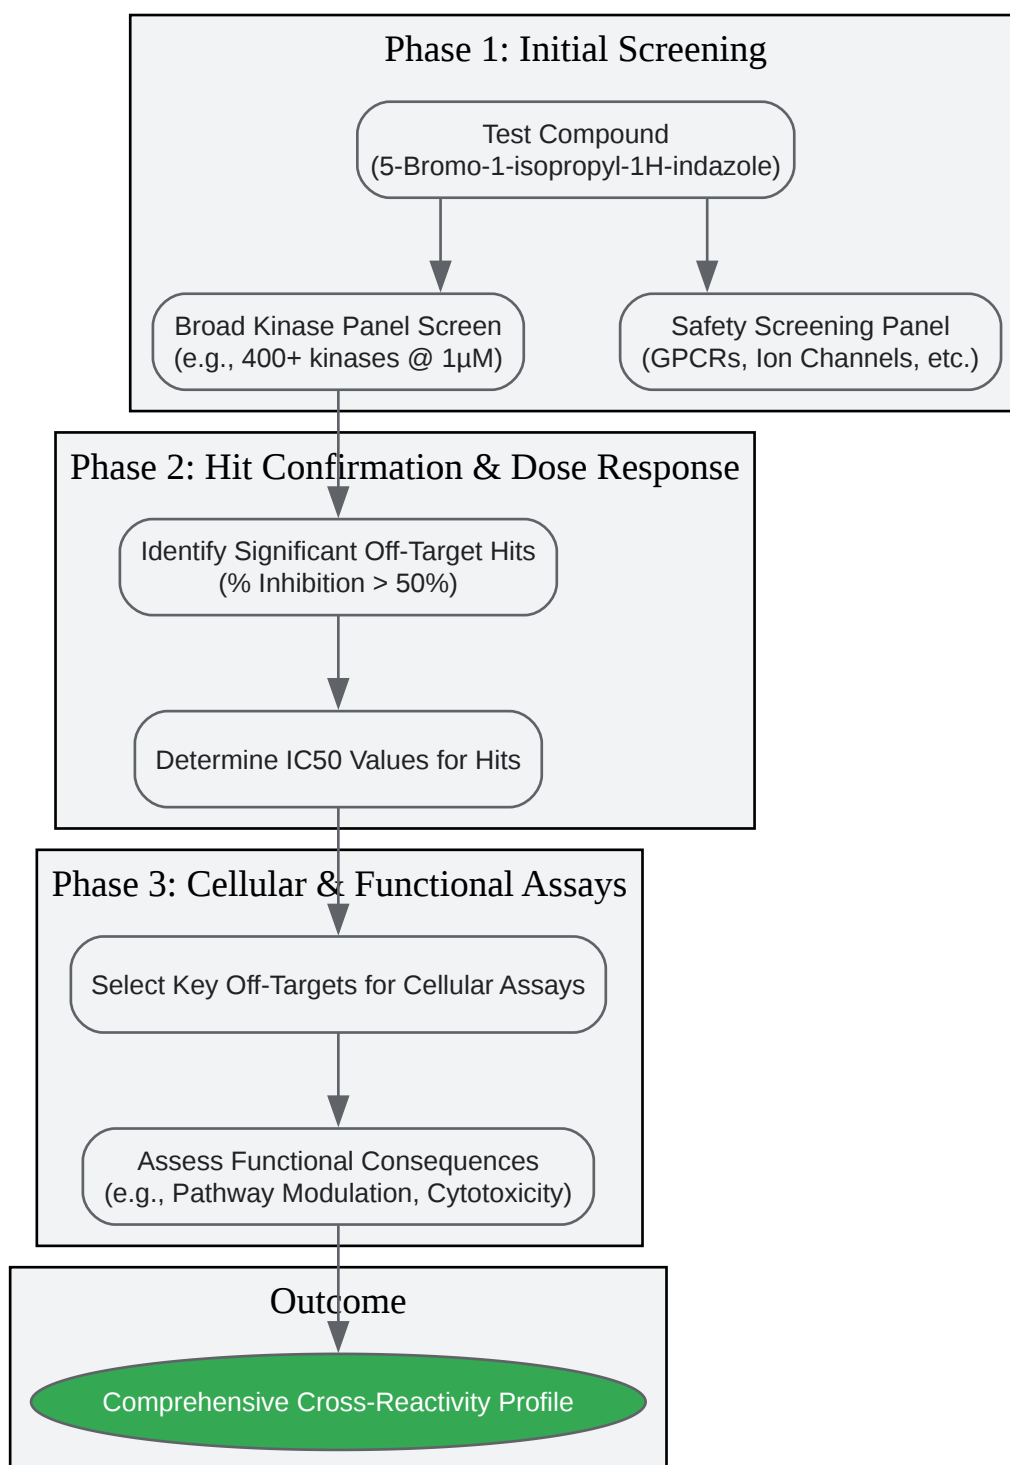 Phase 1: Initial Screening
Test Compound
(5-Bromo-1-isopropyl-1H-indazole)
Broad Kinase Panel Screen
(e.g., 400+ kinases @ 1µM)
Safety Screening Panel
(GPCRs, Ion Channels, etc.)
Phase 2: Hit Confirmation & Dose Response
Identify Significant Off-Target Hits
(% Inhibition > 50%)
Determine IC50 Values for Hits
Phase 3: Cellular & Functional Assays
Select Key Off-Targets for Cellular Assays
Assess Functional Consequences
(e.g., Pathway Modulation, Cytotoxicity)
Outcome
Comprehensive Cross-Reactivity Profile